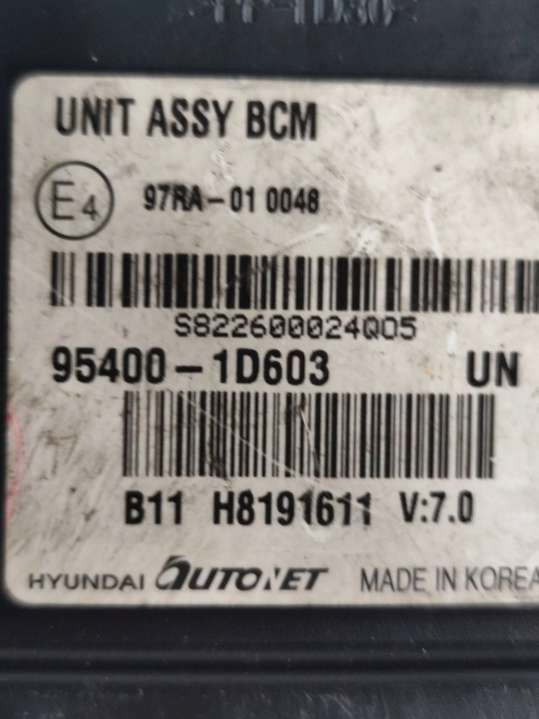 UNIT ASSY BCM
E4 97RA-01 0048
S822600024Q05
95400-1D603 UN
B11 H8191611 V:7.0
HYUNDAI AUTONET MADE IN KOREA